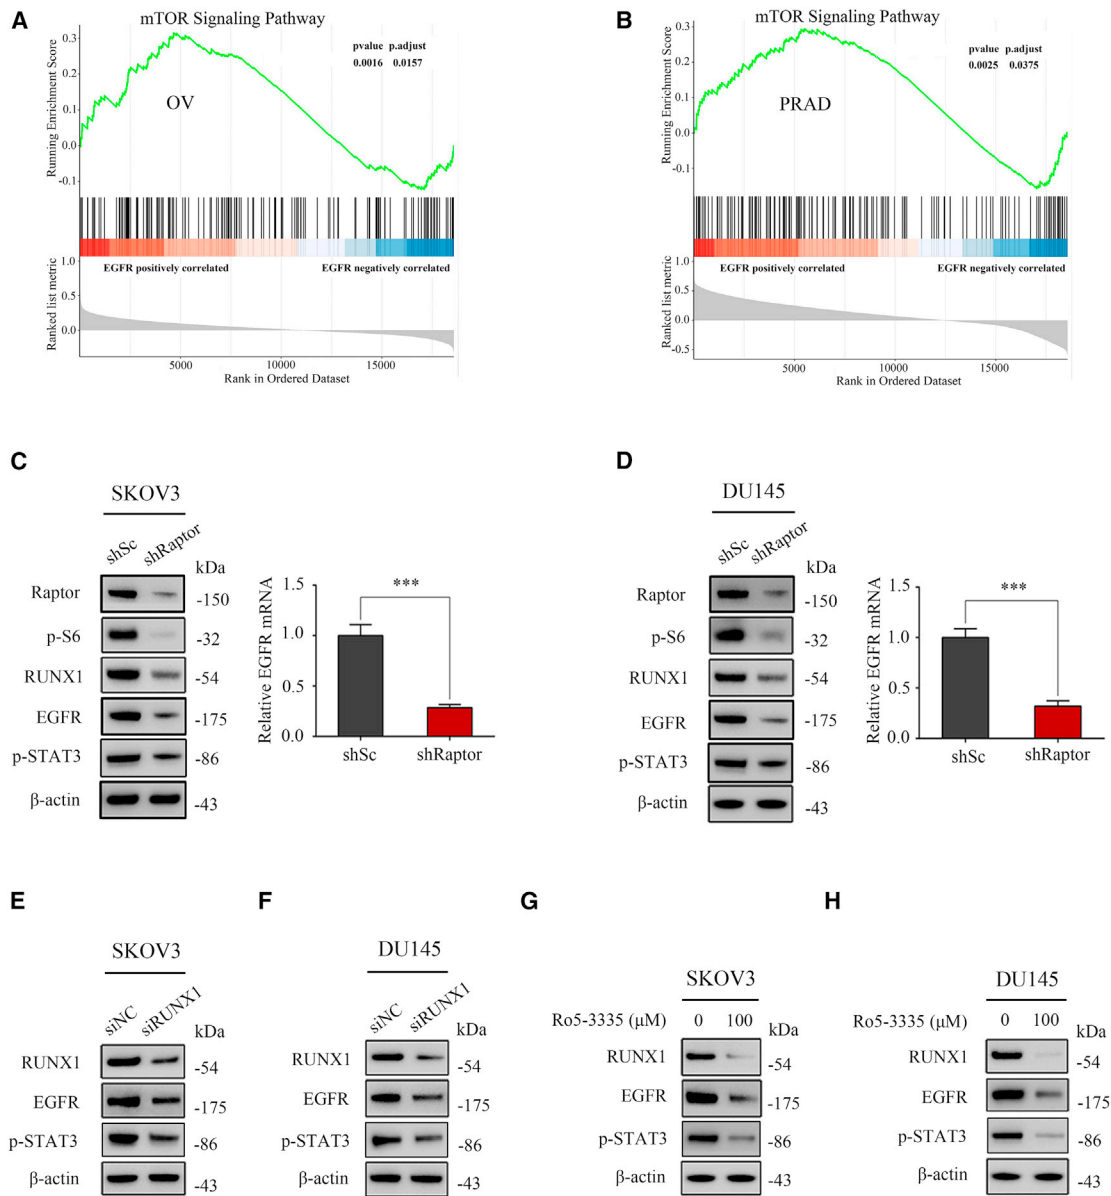 A
mTOR Signaling Pathway
Running Enrichment Score
0.3
0.2
0.1
0.0
-0.1
pvalue p.adjust
0.0016 0.0157
OV
EGFR positively correlated
EGFR negatively correlated
Ranked list metric
1.0
0.5
0.0
5000
10000
15000
Rank in Ordered Dataset
B
mTOR Signaling Pathway
Running Enrichment Score
0.3
0.2
0.1
0.0
-0.1
pvalue p.adjust
0.0025 0.0375
PRAD
EGFR positively correlated
EGFR negatively correlated
Ranked list metric
1.0
0.5
0.0
-0.5
5000
10000
15000
Rank in Ordered Dataset
C
SKOV3
shSc shRaptor
kDa
Raptor -150
p-S6 -32
RUNX1 -54
EGFR -175
p-STAT3 -86
β-actin -43
Relative EGFR mRNA
1.5
1.0
0.5
0.0
***
shSc shRaptor
D
DU145
shSc shRaptor
kDa
Raptor -150
p-S6 -32
RUNX1 -54
EGFR -175
p-STAT3 -86
β-actin -43
Relative EGFR mRNA
1.5
1.0
0.5
0.0
***
shSc shRaptor
E
SKOV3
siNC siRUNX1
kDa
RUNX1 -54
EGFR -175
p-STAT3 -86
β-actin -43
F
DU145
siNC siRUNX1
kDa
RUNX1 -54
EGFR -175
p-STAT3 -86
β-actin -43
G
SKOV3
Ro5-3335 (μM) 0 100 kDa
RUNX1 -54
EGFR -175
p-STAT3 -86
β-actin -43
H
DU145
Ro5-3335 (μM) 0 100 kDa
RUNX1 -54
EGFR -175
p-STAT3 -86
β-actin -43